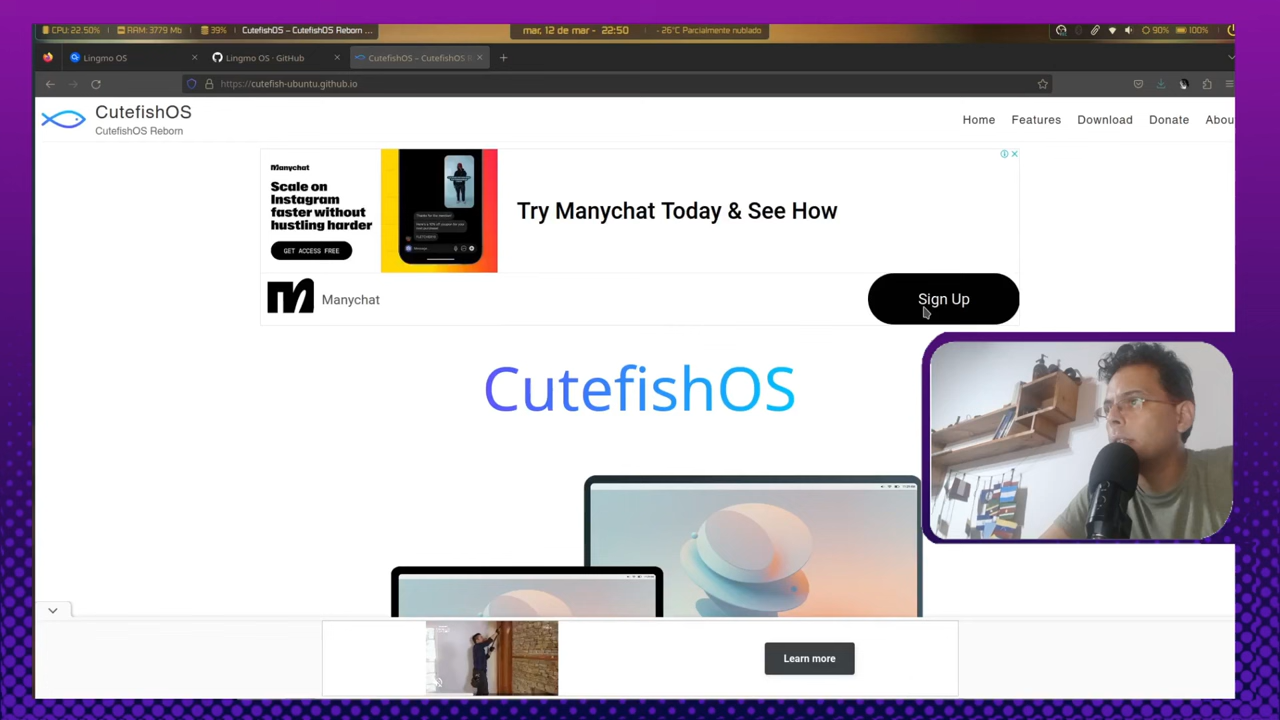 CPU: 22.50% RAM: 3779 Mb 39% CutefishOS – CutefishOS Reborn ... mar, 12 de mar - 22:50 - 26°C Parcialmente nublado 90% 100%
Lingmo OS Lingmo OS · GitHub CutefishOS – CutefishOS R
https://cutefish-ubuntu.github.io
CutefishOS
CutefishOS Reborn
Home Features Download Donate Abou
Manychat
Scale on
Instagram
faster without
hustling harder
GET ACCESS FREE
Try Manychat Today & See How
Manychat
Sign Up
CutefishOS
Learn more